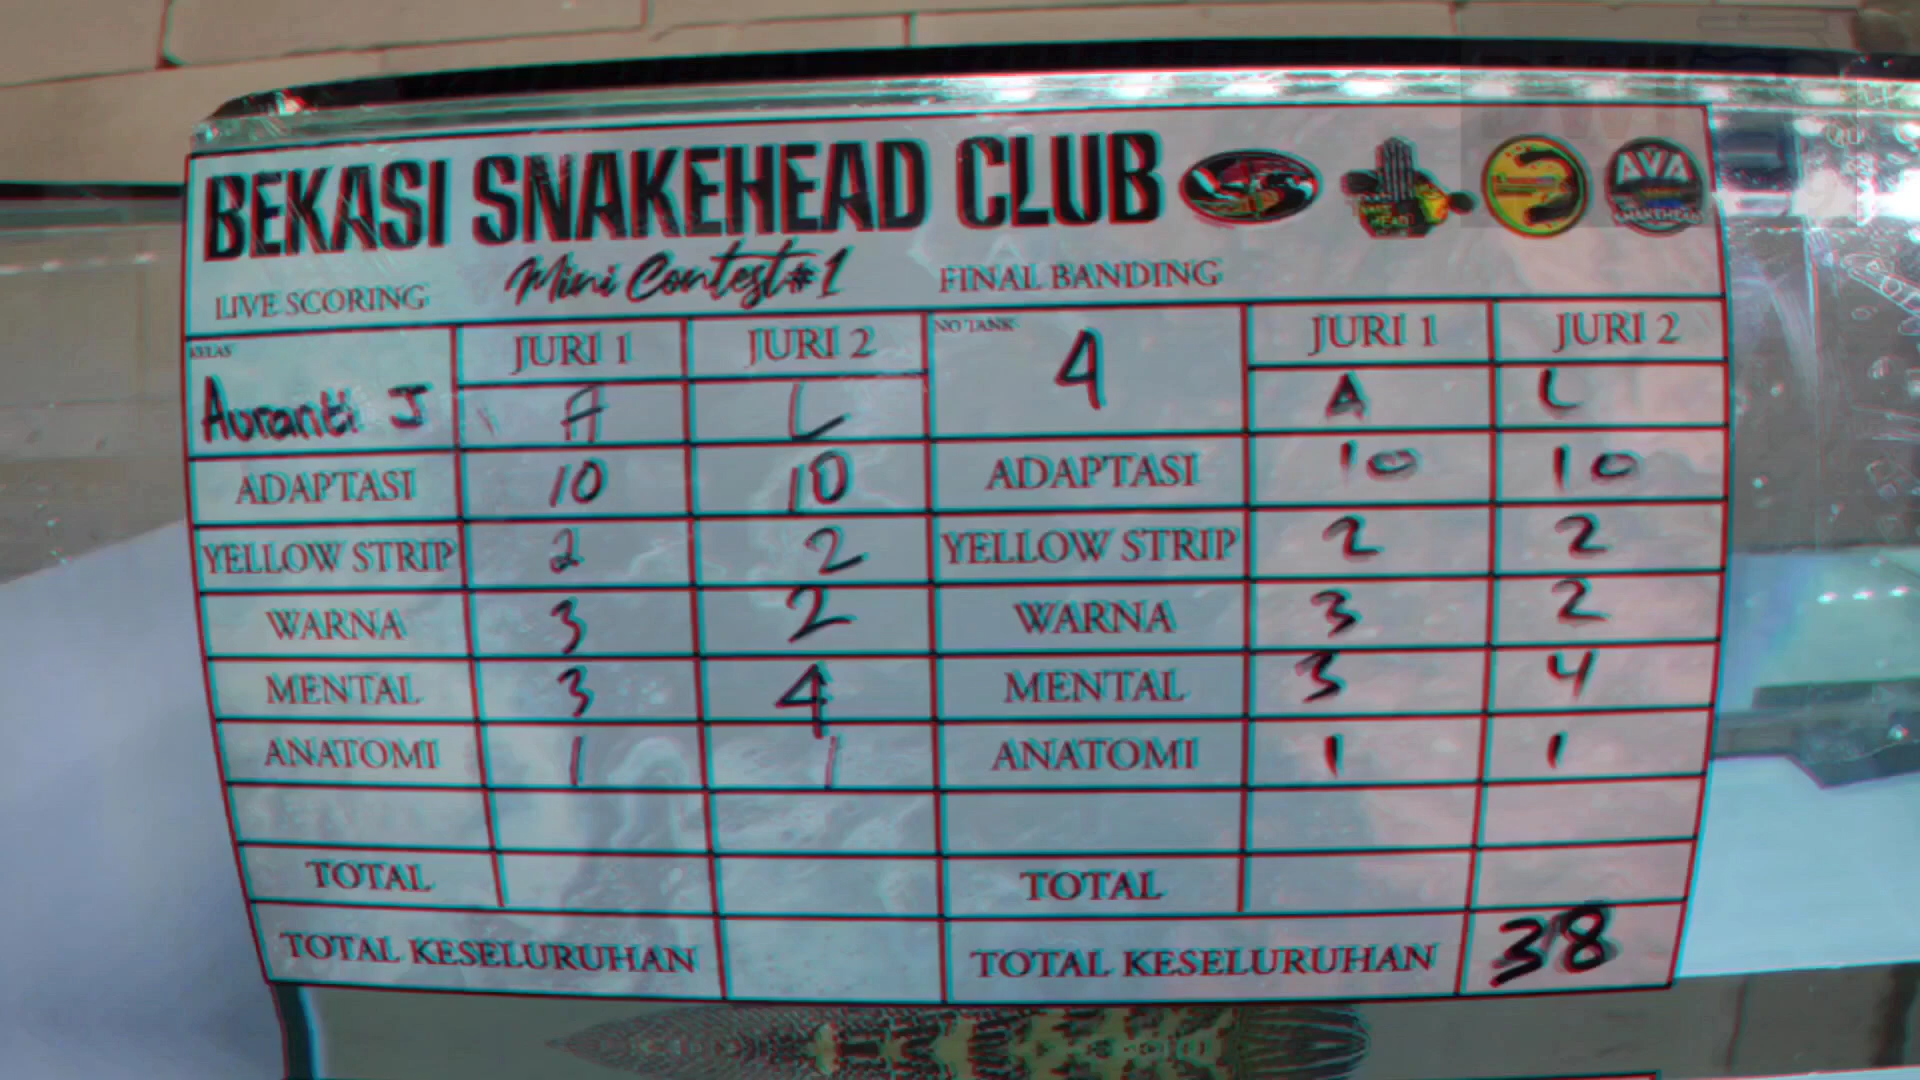 BEKASI SNAKEHEAD CLUB
Mini Contest#1
LIVE SCORING FINAL BANDING
KELAS JURI 1 JURI 2 NO TANK 4 JURI 1 JURI 2
Auranti J A L A L
ADAPTASI 10 10 ADAPTASI 10 10
YELLOW STRIP 2 2 YELLOW STRIP 2 2
WARNA 3 2 WARNA 3 2
MENTAL 3 4 MENTAL 3 4
ANATOMI 1 1 ANATOMI 1 1
TOTAL TOTAL
TOTAL KESELURUHAN TOTAL KESELURUHAN 38